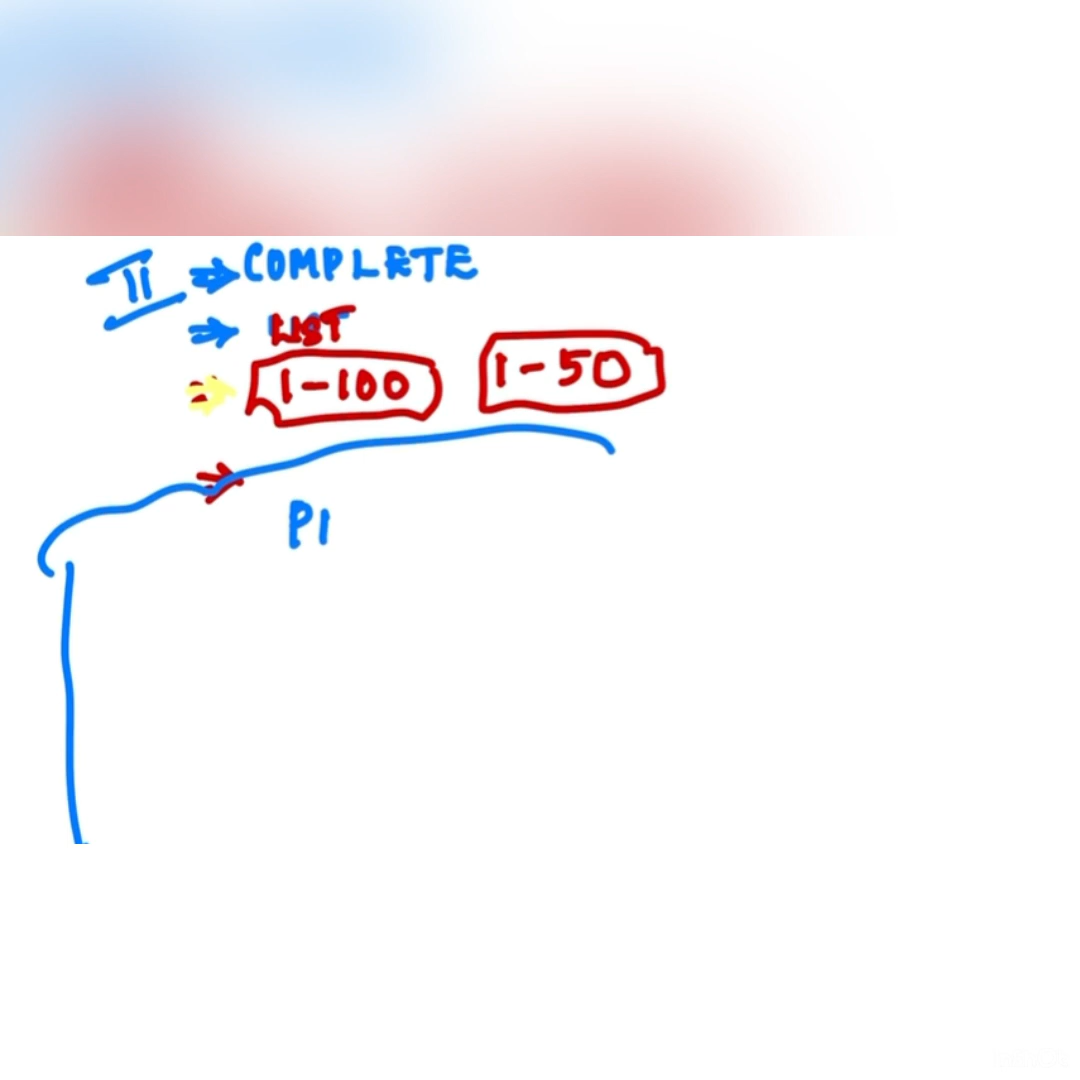 II ⇒ COMPLETE
⇒ LIST
⇒ 1-100 1-50
⇒
P1